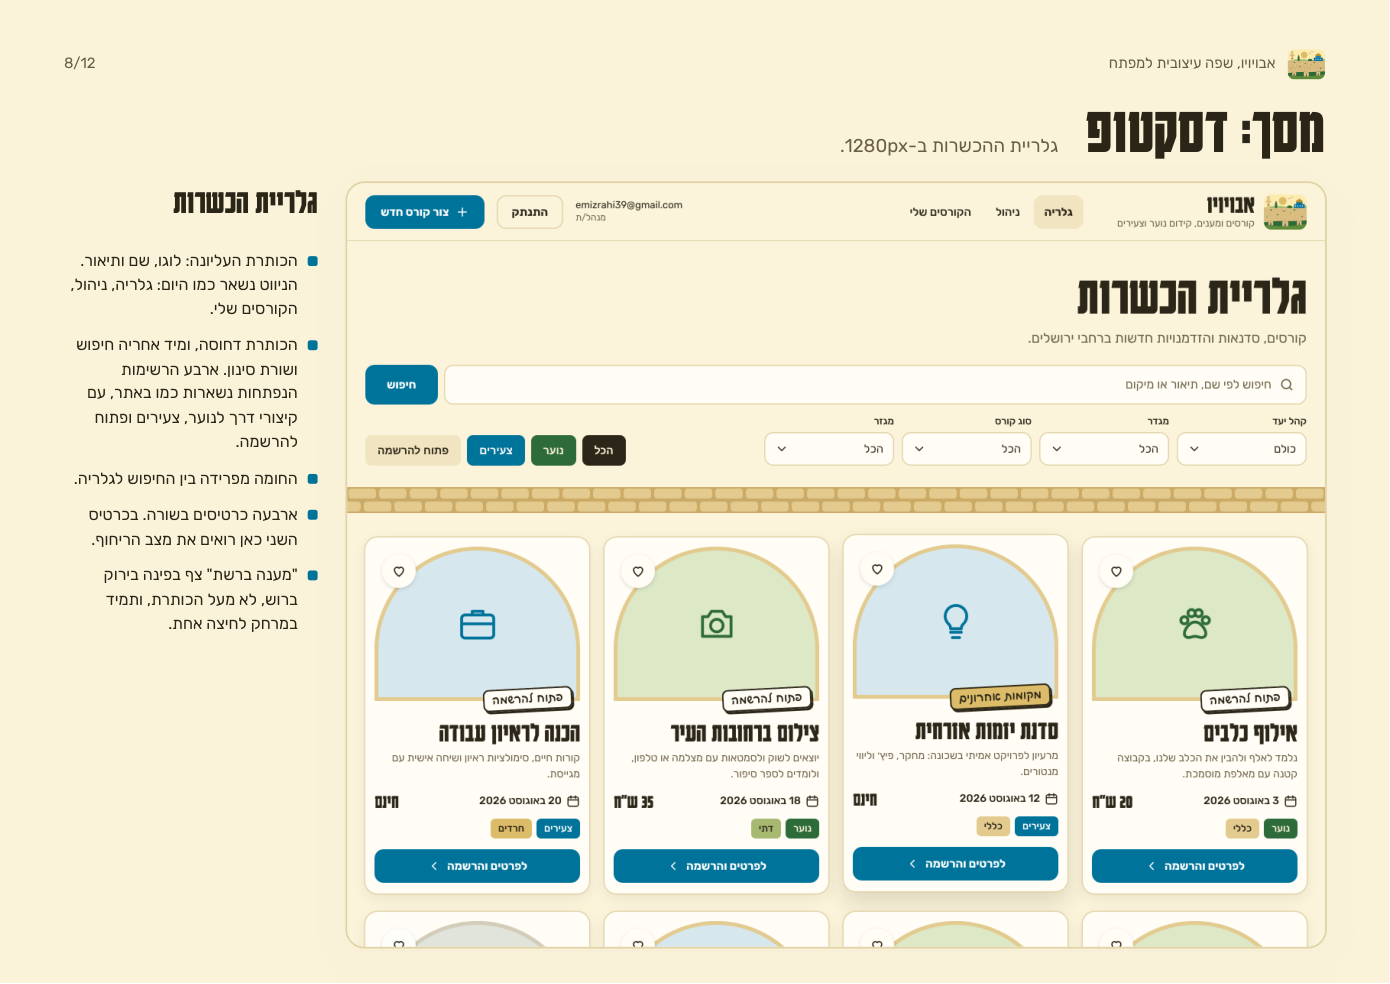 אבויויו, שפה עיצובית למפתח
8/12
מסך: דסקטופ
גלריית ההכשרות ב-1280px.
אבויויו
קורסים ומענים, קידום נוער וצעירים
גלריה
ניהול
הקורסים שלי
emizrahi39@gmail.com
מנהל/ת
התנתק
+ צור קורס חדש
גלריית הכשרות
קורסים, סדנאות והזדמנויות חדשות ברחבי ירושלים.
חיפוש לפי שם, תיאור או מיקום
חיפוש
קהל יעד
מגדר
סוג קורס
מגזר
כולם
הכל
הכל
הכל
הכל
נוער
צעירים
פתוח להרשמה
פתוח להרשמה
אילוף כלבים
נלמד לאלף ולהבין את הכלב שלנו, בקבוצה
קטנה עם מאלפת מוסמכת.
3 באוגוסט 2026
20 ש"ח
נוער
כללי
לפרטים והרשמה
מקומות אחרונים
סדנת יזמות אזרחית
מרעיון לפרויקט אמיתי בשכונה: מחקר, פיץ' וליווי
מנטורים.
12 באוגוסט 2026
חינם
צעירים
כללי
לפרטים והרשמה
פתוח להרשמה
צילום ברחובות העיר
יוצאים לשוק ולסמטאות עם מצלמה או טלפון,
ולומדים לספר סיפור.
18 באוגוסט 2026
35 ש"ח
נוער
דתי
לפרטים והרשמה
פתוח להרשמה
הכנה לראיון עבודה
קורות חיים, סימולציות ראיון ושיחה אישית עם
מגייסת.
20 באוגוסט 2026
חינם
צעירים
חרדים
לפרטים והרשמה
גלריית הכשרות
הכותרת העליונה: לוגו, שם ותיאור.
הניווט נשאר כמו היום: גלריה, ניהול,
הקורסים שלי.
הכותרת דחוסה, ומיד אחריה חיפוש
ושורת סינון. ארבע הרשימות
הנפתחות נשארות כמו באתר, עם
קיצורי דרך לנוער, צעירים ופתוח
להרשמה.
החומה מפרידה בין החיפוש לגלריה.
ארבעה כרטיסים בשורה. בכרטיס
השני כאן רואים את מצב הריחוף.
"מענה ברשת" צף בפינה בירוק
ברוש, לא מעל הכותרת, ותמיד
במרחק לחיצה אחת.